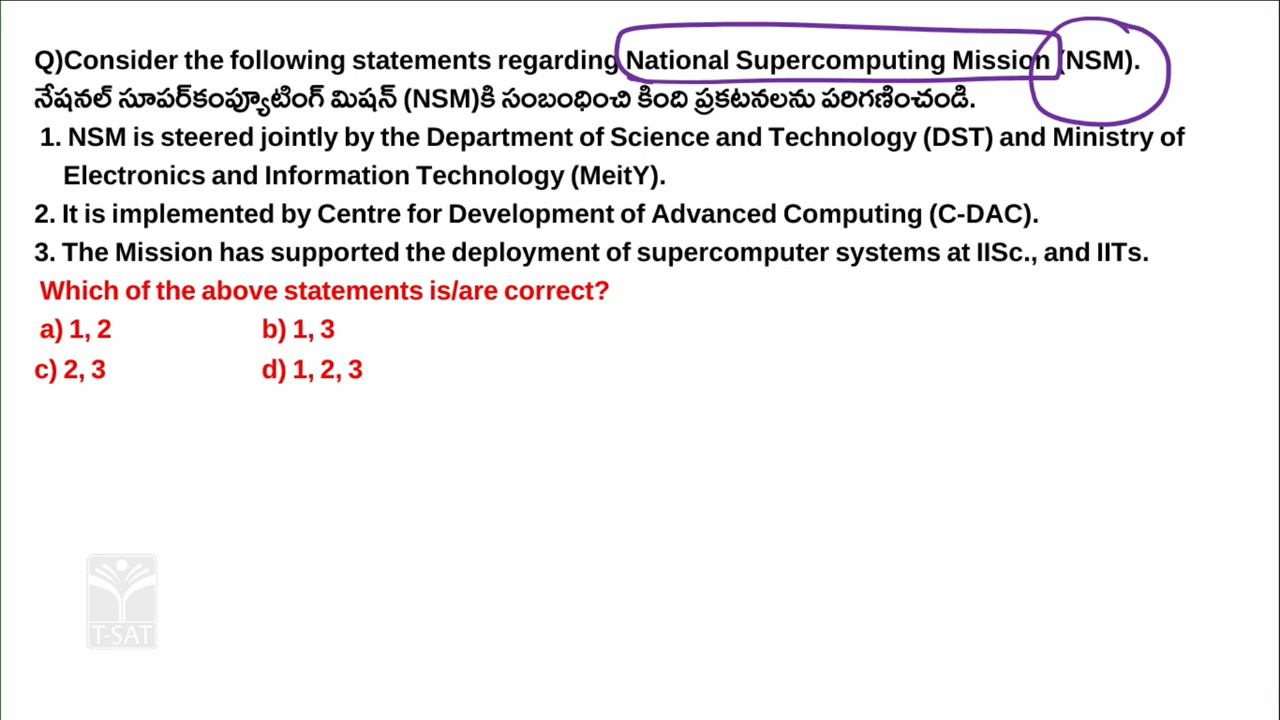 Q)Consider the following statements regarding National Supercomputing Mission (NSM).
నేషనల్ సూపర్‌కంప్యూటింగ్ మిషన్ (NSM)కి సంబంధించి కింది ప్రకటనలను పరిగణించండి.
1. NSM is steered jointly by the Department of Science and Technology (DST) and Ministry of
Electronics and Information Technology (MeitY).
2. It is implemented by Centre for Development of Advanced Computing (C-DAC).
3. The Mission has supported the deployment of supercomputer systems at IISc., and IITs.
Which of the above statements is/are correct?
a) 1, 2 b) 1, 3
c) 2, 3 d) 1, 2, 3
T-SAT